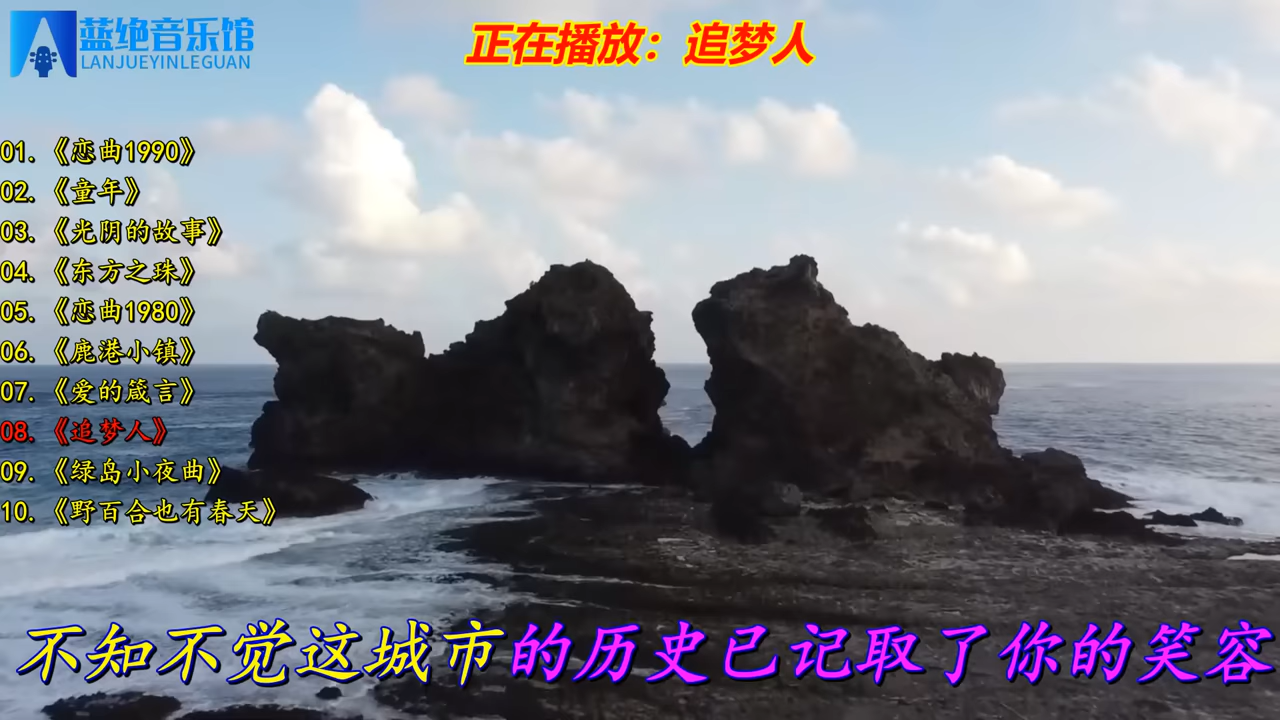 蓝绝音乐馆
LANJUEYINLEGUAN
正在播放：追梦人
01.《恋曲1990》
02.《童年》
03.《光阴的故事》
04.《东方之珠》
05.《恋曲1980》
06.《鹿港小镇》
07.《爱的箴言》
08.《追梦人》
09.《绿岛小夜曲》
10.《野百合也有春天》
不知不觉这城市的历史已记取了你的笑容